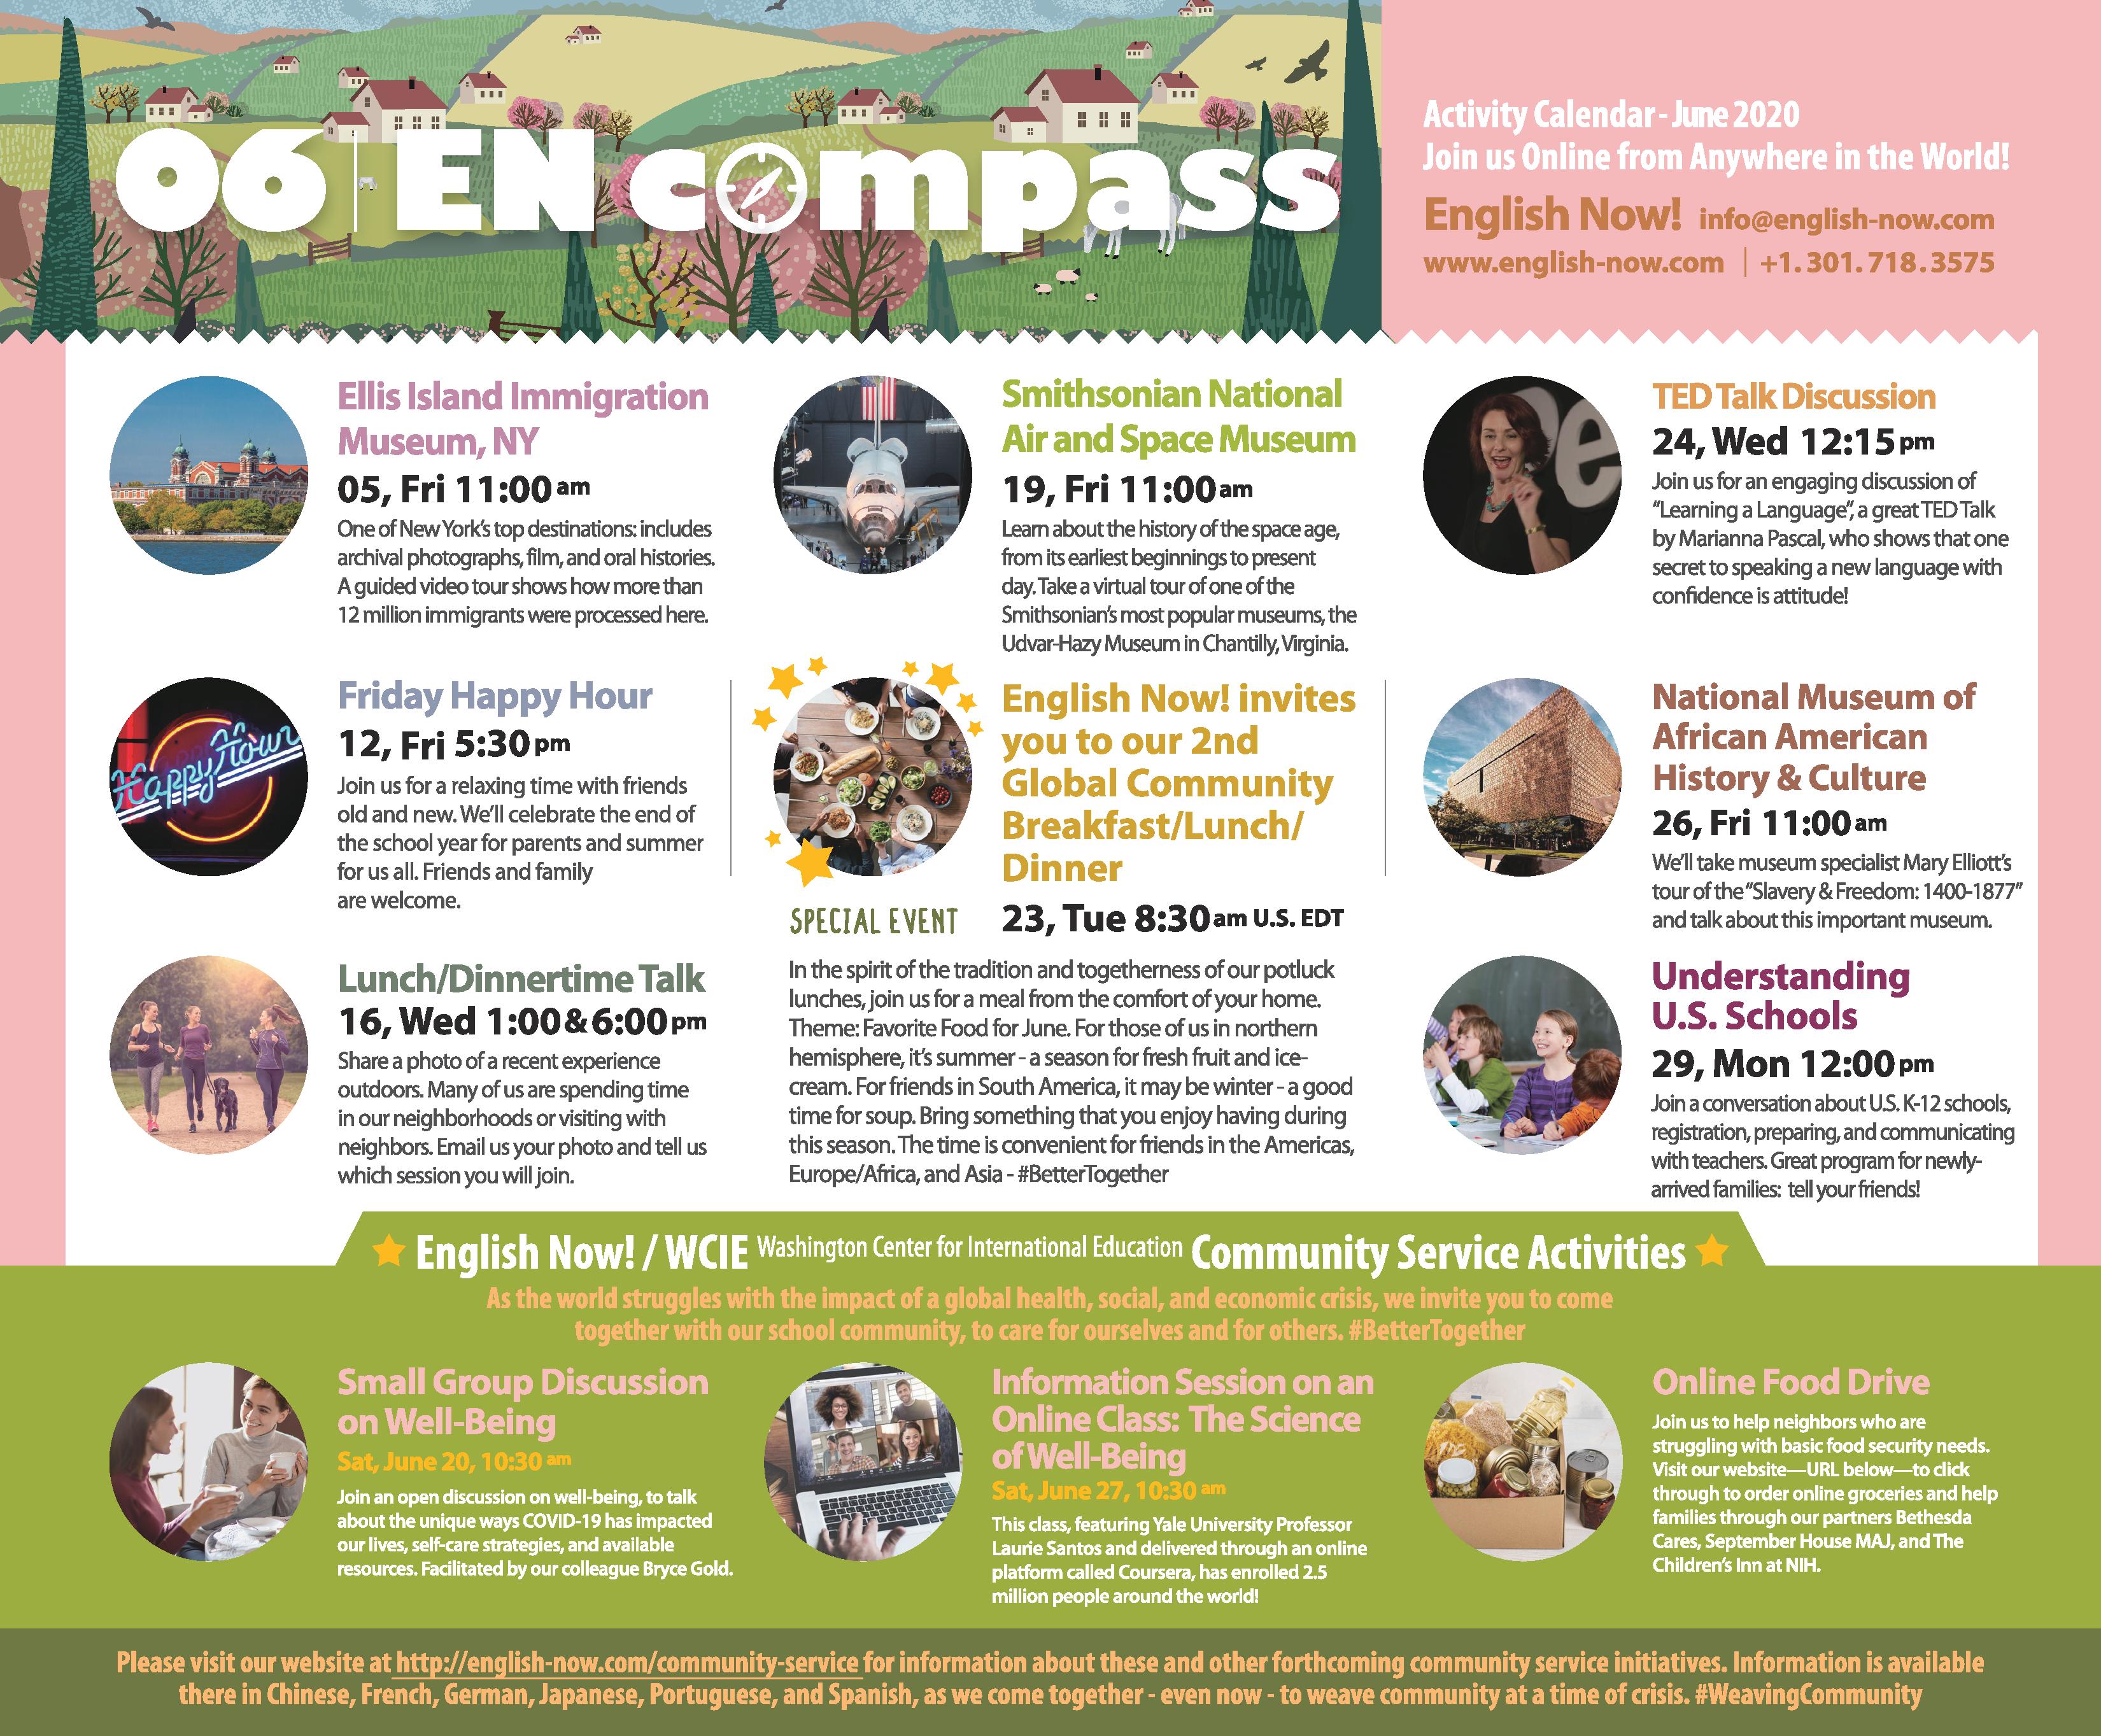 06 | EN compass
Activity Calendar - June 2020
Join us Online from Anywhere in the World!
English Now! info@english-now.com
www.english-now.com | +1. 301. 718. 3575
Ellis Island Immigration
Museum, NY
05, Fri 11:00 am
One of New York's top destinations: includes
archival photographs, film, and oral histories.
A guided video tour shows how more than
12 million immigrants were processed here.
Friday Happy Hour
12, Fri 5:30 pm
Happy Hour
Join us for a relaxing time with friends
old and new. We'll celebrate the end of
the school year for parents and summer
for us all. Friends and family
are welcome.
Lunch/Dinnertime Talk
16, Wed 1:00 & 6:00 pm
Share a photo of a recent experience
outdoors. Many of us are spending time
in our neighborhoods or visiting with
neighbors. Email us your photo and tell us
which session you will join.
Smithsonian National
Air and Space Museum
19, Fri 11:00 am
Learn about the history of the space age,
from its earliest beginnings to present
day. Take a virtual tour of one of the
Smithsonian's most popular museums, the
Udvar-Hazy Museum in Chantilly, Virginia.
English Now! invites
you to our 2nd
Global Community
Breakfast/Lunch/
Dinner
SPECIAL EVENT
23, Tue 8:30 am U.S. EDT
In the spirit of the tradition and togetherness of our potluck
lunches, join us for a meal from the comfort of your home.
Theme: Favorite Food for June. For those of us in northern
hemisphere, it's summer - a season for fresh fruit and ice-
cream. For friends in South America, it may be winter - a good
time for soup. Bring something that you enjoy having during
this season. The time is convenient for friends in the Americas,
Europe/Africa, and Asia - #BetterTogether
TED Talk Discussion
24, Wed 12:15 pm
Join us for an engaging discussion of
“Learning a Language”, a great TED Talk
by Marianna Pascal, who shows that one
secret to speaking a new language with
confidence is attitude!
National Museum of
African American
History & Culture
26, Fri 11:00 am
We'll take museum specialist Mary Elliott's
tour of the “Slavery & Freedom: 1400-1877”
and talk about this important museum.
Understanding
U.S. Schools
29, Mon 12:00 pm
Join a conversation about U.S. K-12 schools,
registration, preparing, and communicating
with teachers. Great program for newly-
arrived families: tell your friends!
English Now! / WCIE Washington Center for International Education Community Service Activities
As the world struggles with the impact of a global health, social, and economic crisis, we invite you to come
together with our school community, to care for ourselves and for others. #BetterTogether
Small Group Discussion
on Well-Being
Sat, June 20, 10:30 am
Join an open discussion on well-being, to talk
about the unique ways COVID-19 has impacted
our lives, self-care strategies, and available
resources. Facilitated by our colleague Bryce Gold.
Information Session on an
Online Class: The Science
of Well-Being
Sat, June 27, 10:30 am
This class, featuring Yale University Professor
Laurie Santos and delivered through an online
platform called Coursera, has enrolled 2.5
million people around the world!
Online Food Drive
Join us to help neighbors who are
struggling with basic food security needs.
Visit our website—URL below—to click
through to order online groceries and help
families through our partners Bethesda
Cares, September House MAJ, and The
Children's Inn at NIH.
Please visit our website at http://english-now.com/community-service for information about these and other forthcoming community service initiatives. Information is available
there in Chinese, French, German, Japanese, Portuguese, and Spanish, as we come together - even now - to weave community at a time of crisis. #WeavingCommunity